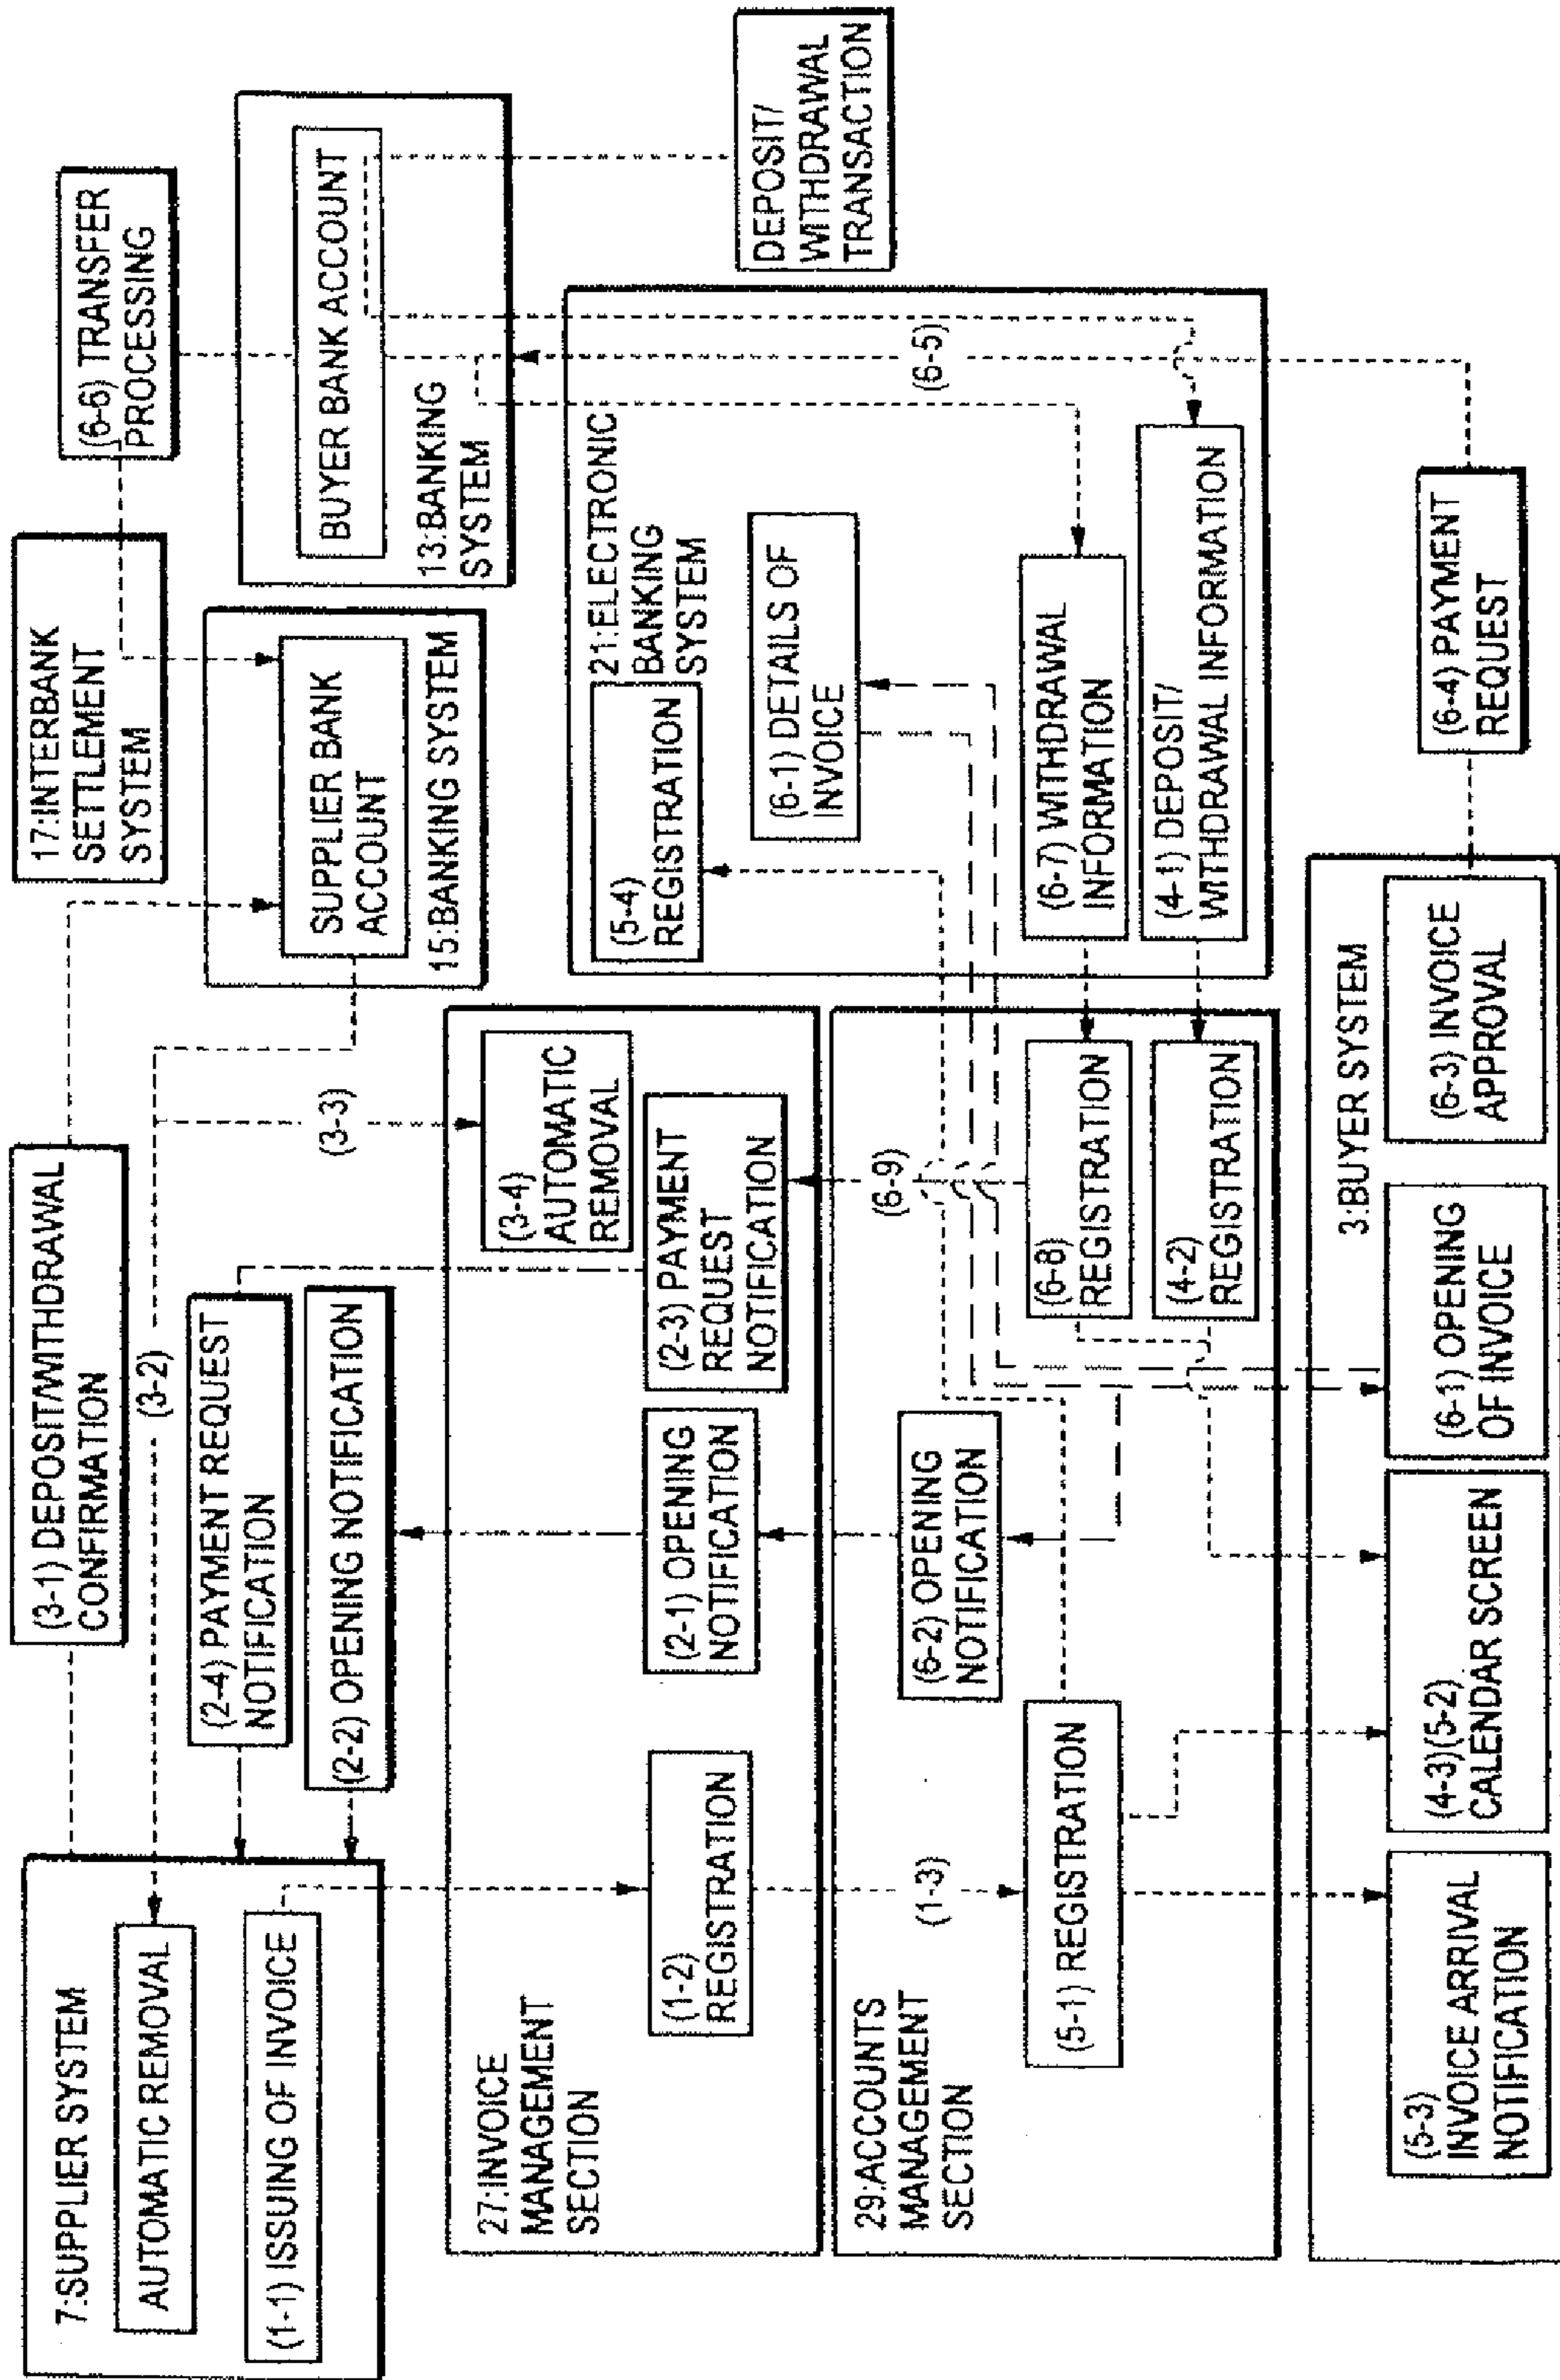 7:SUPPLIER SYSTEM
AUTOMATIC REMOVAL
(1-1) ISSUING OF INVOICE
(3-1) DEPOSIT/WITHDRAWAL
CONFIRMATION
(3-2)
(2-4) PAYMENT REQUEST
NOTIFICATION
(2-2) OPENING NOTIFICATION
(3-3)
17:INTERBANK
SETTLEMENT
SYSTEM
SUPPLIER BANK
ACCOUNT
15:BANKING SYSTEM
(6-6) TRANSFER
PROCESSING
BUYER BANK ACCOUNT
13:BANKING
SYSTEM
DEPOSIT/
WITHDRAWAL
TRANSACTION
27:INVOICE
MANAGEMENT
SECTION
(1-2)
REGISTRATION
(2-1) OPENING
NOTIFICATION
(3-4)
AUTOMATIC
REMOVAL
(2-3) PAYMENT
REQUEST
NOTIFICATION
21:ELECTRONIC
BANKING
SYSTEM
(5-4)
REGISTRATION
(6-1) DETAILS OF
INVOICE
(6-5)
(6-7) WITHDRAWAL
INFORMATION
(4-1) DEPOSIT/
WITHDRAWAL INFORMATION
29:ACCOUNTS
MANAGEMENT
SECTION
(1-3)
(5-1) REGISTRATION
(6-2) OPENING
NOTIFICATION
(6-9)
(6-8)
REGISTRATION
(4-2)
REGISTRATION
3:BUYER SYSTEM
(5-3)
INVOICE ARRIVAL
NOTIFICATION
(4-3)(5-2)
CALENDAR SCREEN
(6-1) OPENING
OF INVOICE
(6-3) INVOICE
APPROVAL
(6-4) PAYMENT
REQUEST